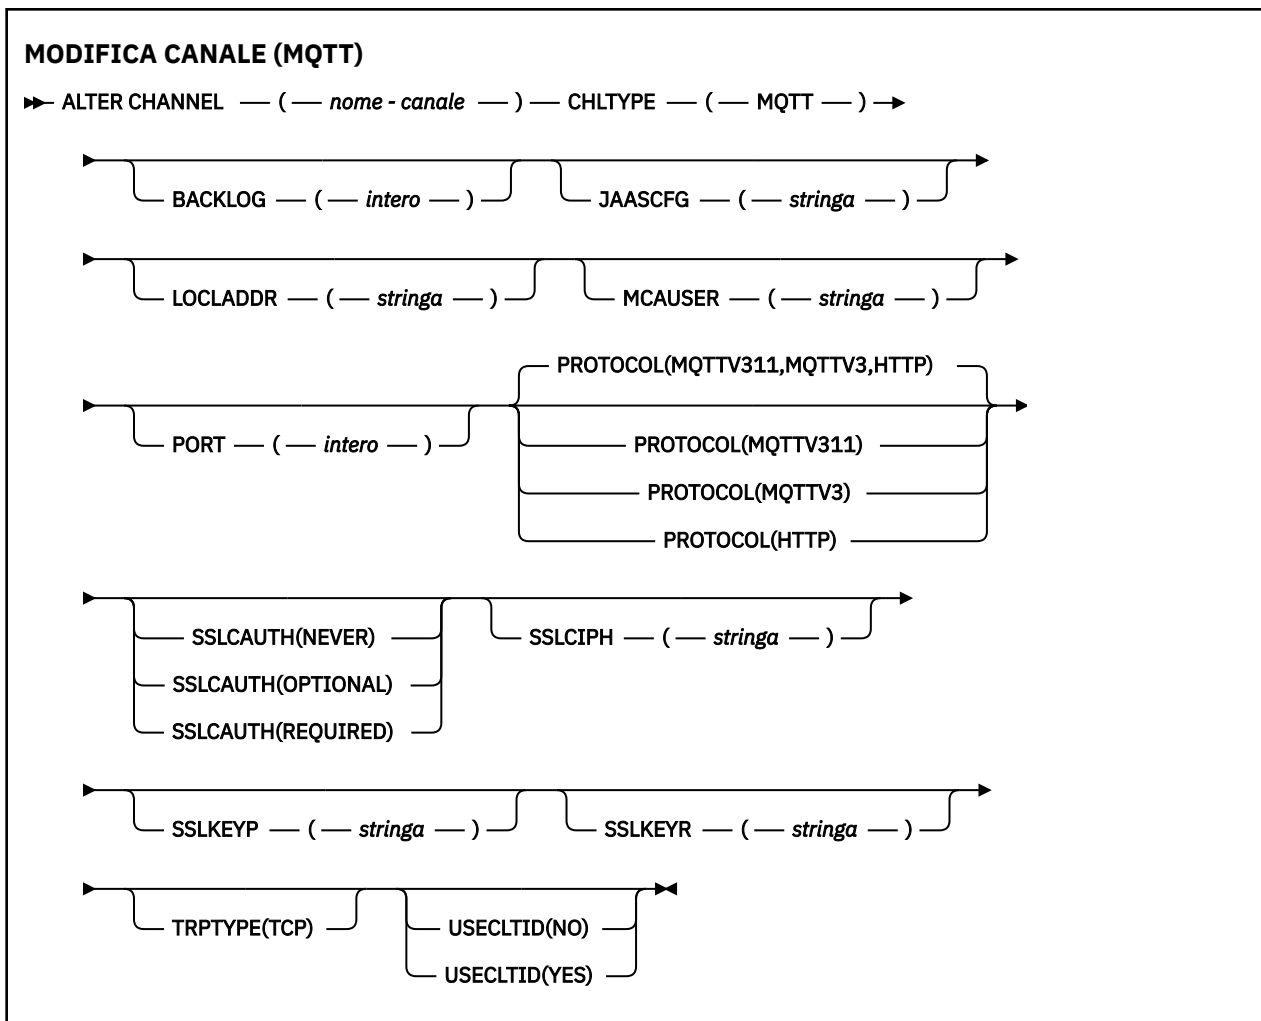 MODIFICA CANALE (MQTT)
ALTER CHANNEL ( nome - canale ) CHLTYPE ( MQTT )
BACKLOG ( intero ) JAASCFG ( stringa )
LOCLADDR ( stringa ) MCAUSER ( stringa )
PROTOCOL(MQTTV311,MQTTV3,HTTP)
PORT ( intero ) PROTOCOL(MQTTV311)
PROTOCOL(MQTTV3)
PROTOCOL(HTTP)
SSLCAUTH(NEVER) SSLCIPH ( stringa )
SSLCAUTH(OPTIONAL)
SSLCAUTH(REQUIRED)
SSLKEYP ( stringa ) SSLKEYR ( stringa )
TRPTYPE(TCP) USECLTID(NO)
USECLTID(YES)